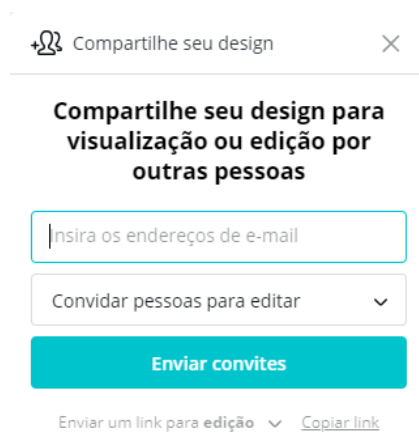 Compartilhe seu design
Compartilhe seu design para
visualização ou edição por
outras pessoas
Insira os endereços de e-mail
Convidar pessoas para editar
Enviar convites
Enviar um link para edição Copiar link